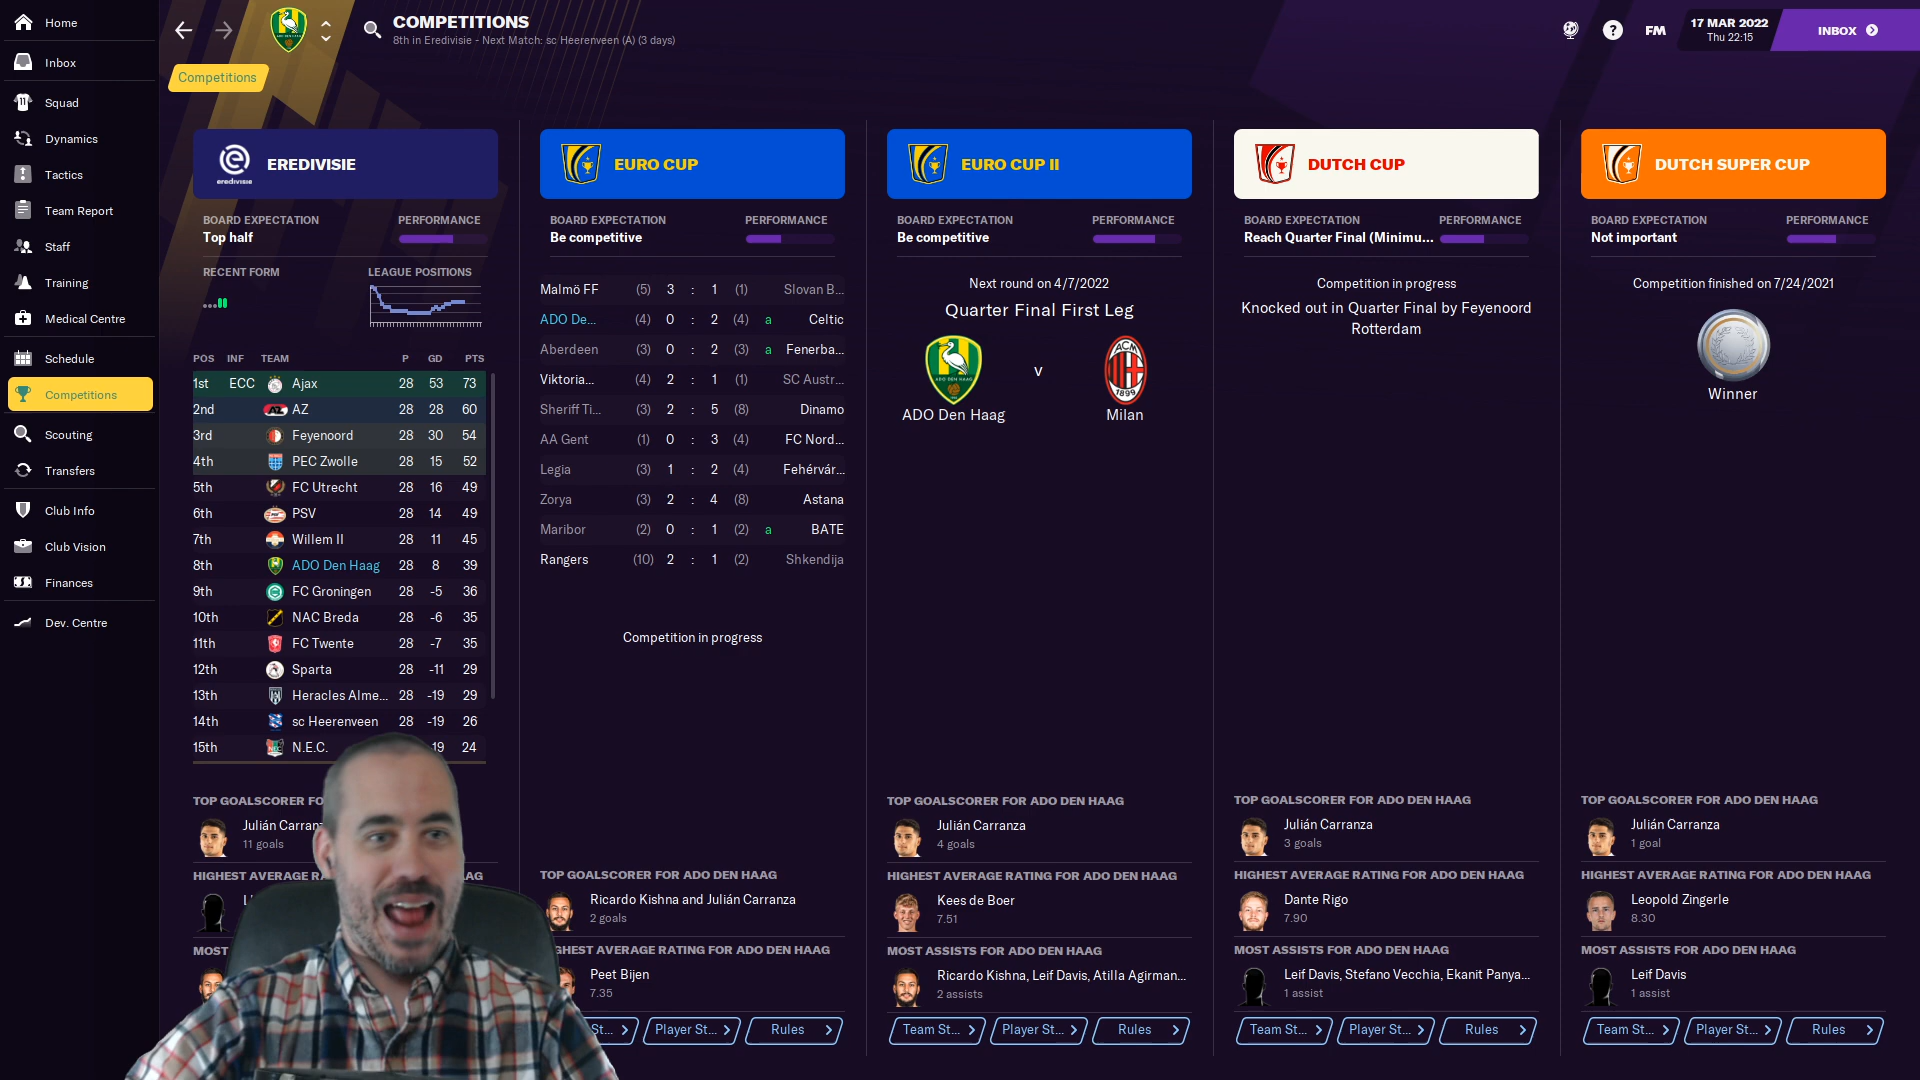 Home
Inbox
Squad
Dynamics
Tactics
Team Report
Staff
Training
Medical Centre
Schedule
Competitions
Scouting
Transfers
Club Info
Club Vision
Finances
Dev. Centre
COMPETITIONS
8th in Eredivisie - Next Match: sc Heerenveen (A) (3 days)
FM
17 MAR 2022
Thu 22:15
INBOX
Competitions
eredivisie
EREDIVISIE
BOARD EXPECTATION PERFORMANCE
Top half
RECENT FORM LEAGUE POSITIONS
POS INF TEAM P GD PTS
1st ECC Ajax 28 53 73
2nd AZ 28 28 60
3rd Feyenoord 28 30 54
4th PEC Zwolle 28 15 52
5th FC Utrecht 28 16 49
6th PSV 28 14 49
7th Willem II 28 11 45
8th ADO Den Haag 28 8 39
9th FC Groningen 28 -5 36
10th NAC Breda 28 -6 35
11th FC Twente 28 -7 35
12th Sparta 28 -11 29
13th Heracles Alme... 28 -19 29
14th sc Heerenveen 28 -19 26
15th N.E.C. 19 24
TOP GOALSCORER FO
Julián Carran
11 goals
HIGHEST AVERAGE RA AAG
MOST
EURO CUP
BOARD EXPECTATION PERFORMANCE
Be competitive
Malmö FF (5) 3 : 1 (1) Slovan B...
ADO De... (4) 0 : 2 (4) a Celtic
Aberdeen (3) 0 : 2 (3) a Fenerba...
Viktoria... (4) 2 : 1 (1) SC Austr...
Sheriff Ti... (3) 2 : 5 (8) Dinamo
AA Gent (1) 0 : 3 (4) FC Nord...
Legia (3) 1 : 2 (4) Fehérvár...
Zorya (3) 2 : 4 (8) Astana
Maribor (2) 0 : 1 (2) a BATE
Rangers (10) 2 : 1 (2) Shkendija
Competition in progress
TOP GOALSCORER FOR ADO DEN HAAG
Ricardo Kishna and Julián Carranza
2 goals
GHEST AVERAGE RATING FOR ADO DEN HAAG
Peet Bijen
7.35
St... Player St... Rules
EURO CUP II
BOARD EXPECTATION PERFORMANCE
Be competitive
Next round on 4/7/2022
Quarter Final First Leg
v
ACM
1899
ADO Den Haag Milan
TOP GOALSCORER FOR ADO DEN HAAG
Julián Carranza
4 goals
HIGHEST AVERAGE RATING FOR ADO DEN HAAG
Kees de Boer
7.51
MOST ASSISTS FOR ADO DEN HAAG
Ricardo Kishna, Leif Davis, Atilla Agirman...
2 assists
Team St... Player St... Rules
DUTCH CUP
BOARD EXPECTATION PERFORMANCE
Reach Quarter Final (Minimu...
Competition in progress
Knocked out in Quarter Final by Feyenoord
Rotterdam
TOP GOALSCORER FOR ADO DEN HAAG
Julián Carranza
3 goals
HIGHEST AVERAGE RATING FOR ADO DEN HAAG
Dante Rigo
7.90
MOST ASSISTS FOR ADO DEN HAAG
Leif Davis, Stefano Vecchia, Ekanit Panya...
1 assist
Team St... Player St... Rules
DUTCH SUPER CUP
BOARD EXPECTATION PERFORMANCE
Not important
Competition finished on 7/24/2021
Winner
TOP GOALSCORER FOR ADO DEN HAAG
Julián Carranza
1 goal
HIGHEST AVERAGE RATING FOR ADO DEN HAAG
Leopold Zingerle
8.30
MOST ASSISTS FOR ADO DEN HAAG
Leif Davis
1 assist
Team St... Player St... Rules